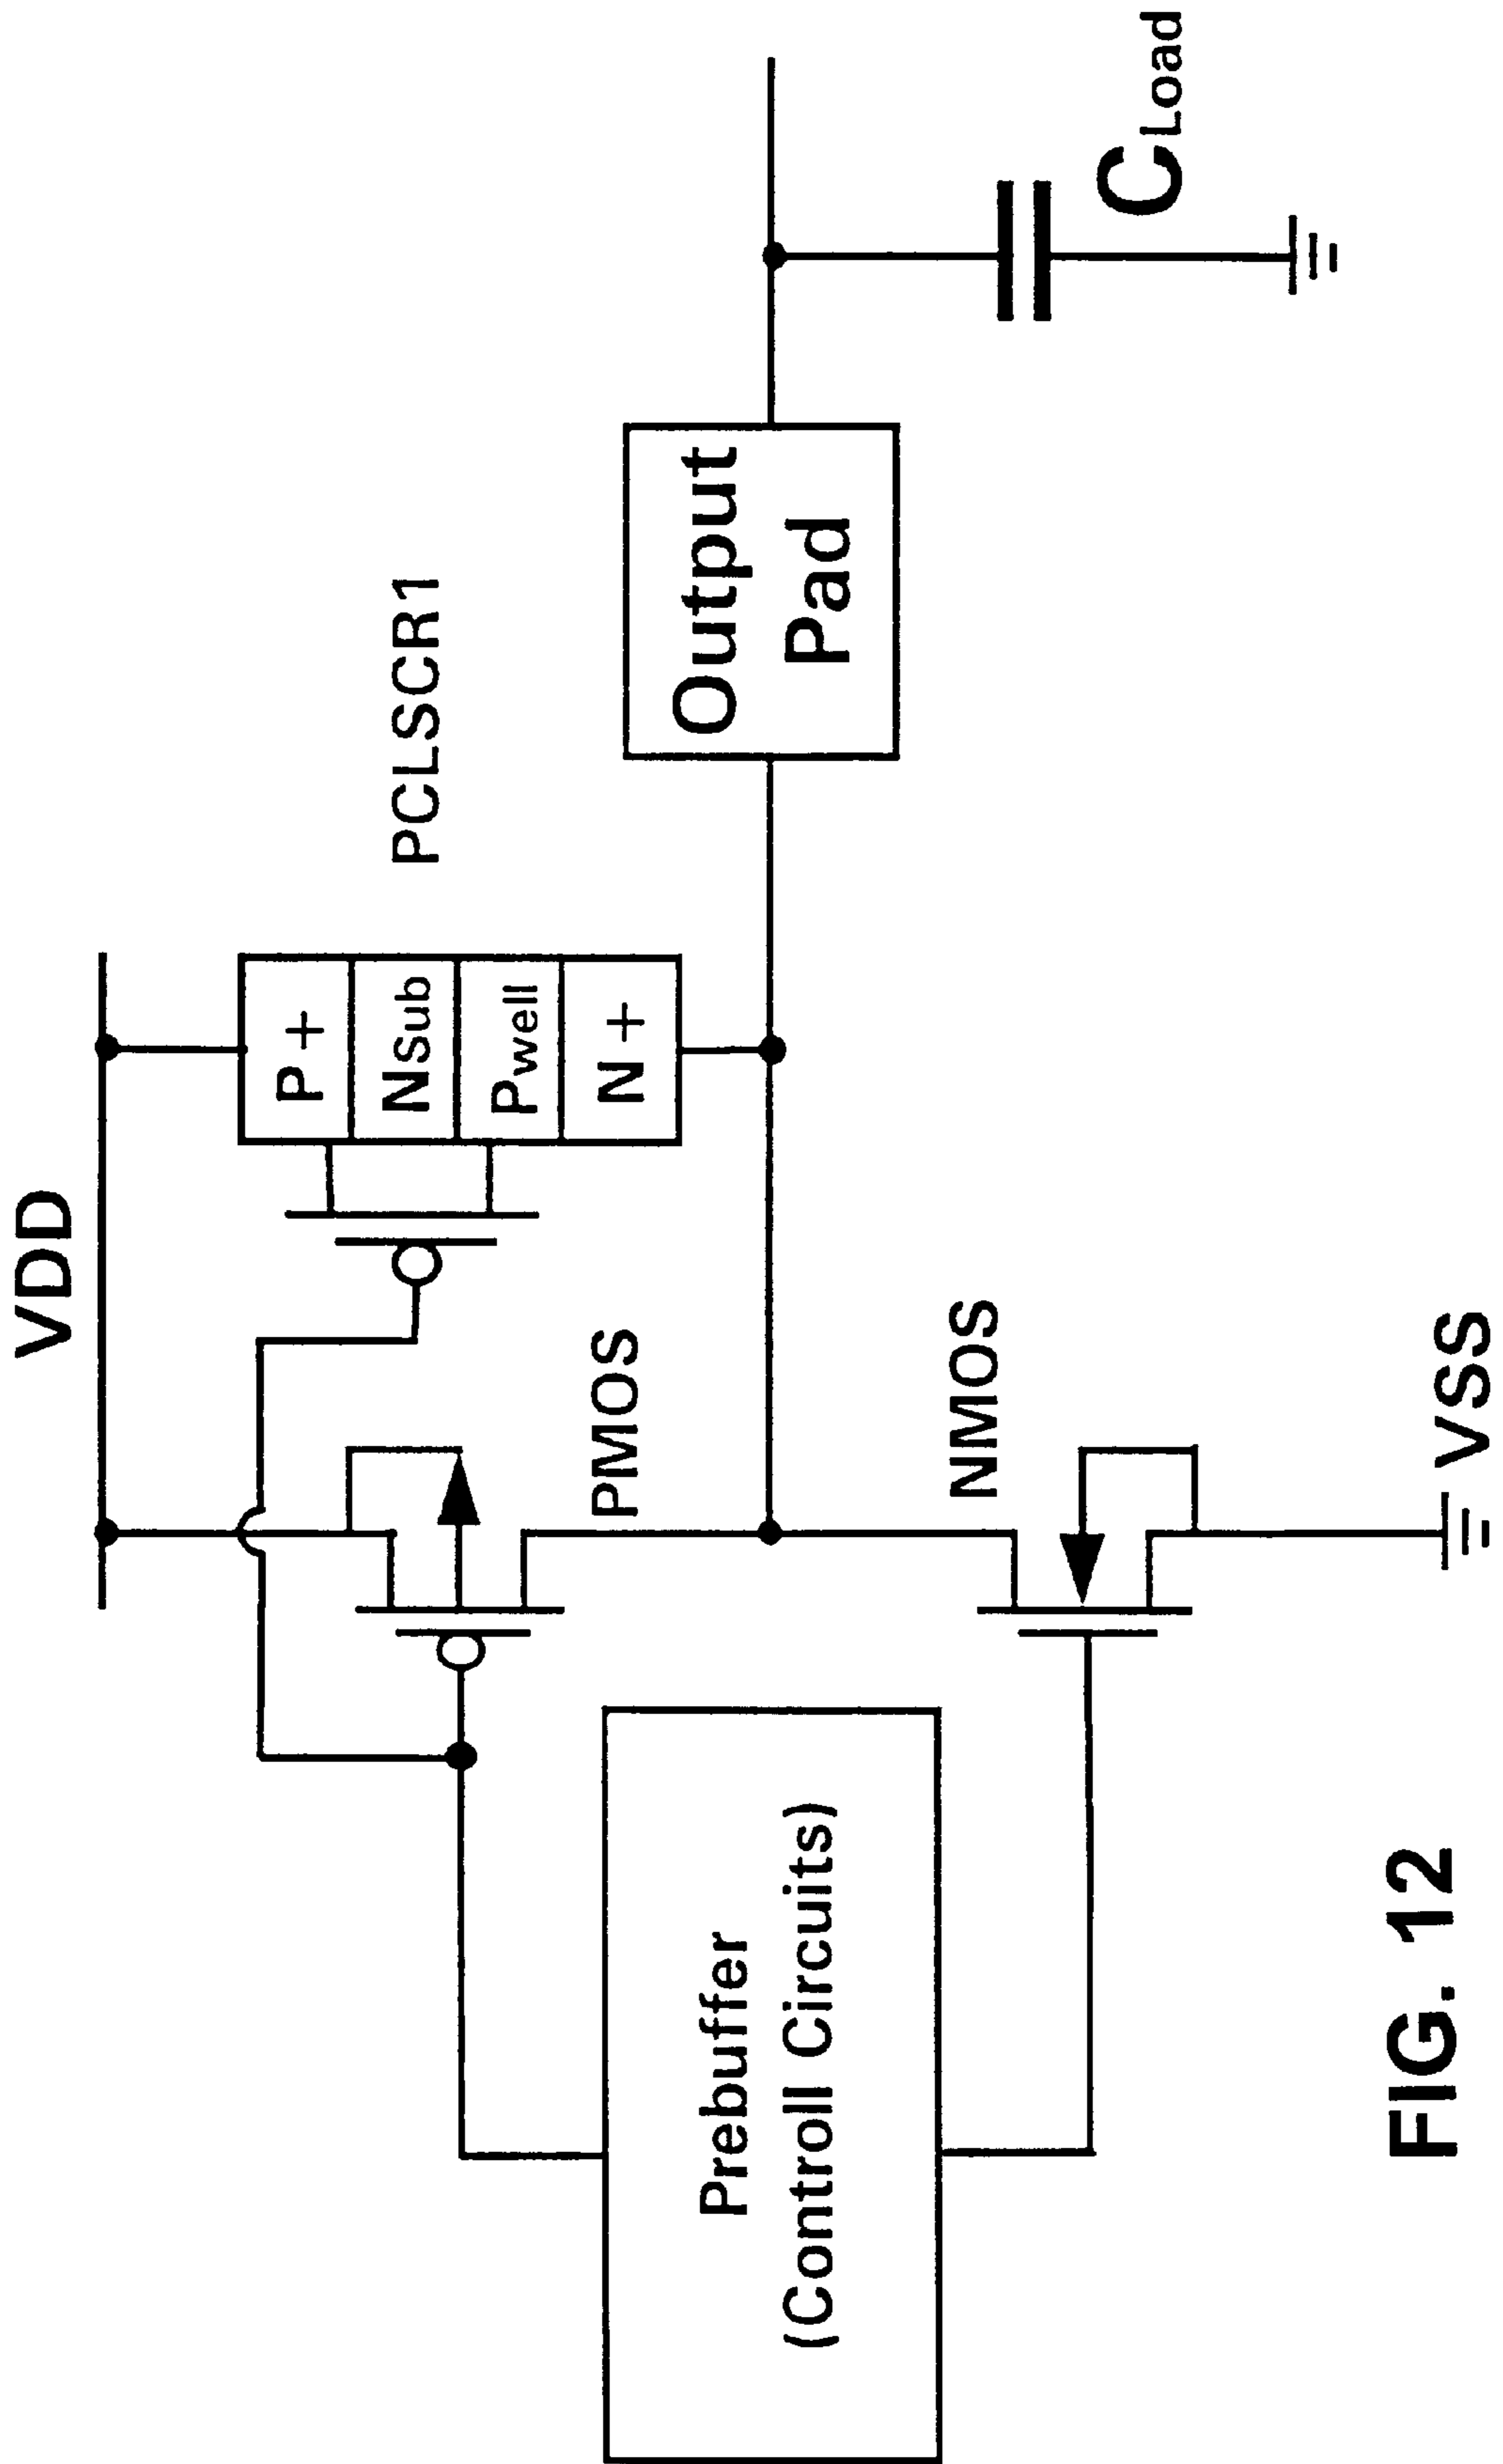 VDD
P+
NSub
Pwell
N+
PCLSCR1
PMOS
Output
Pad
Prebuffer
(Controll Circuits)
NMOS
CLoad
VSS
FIG. 12